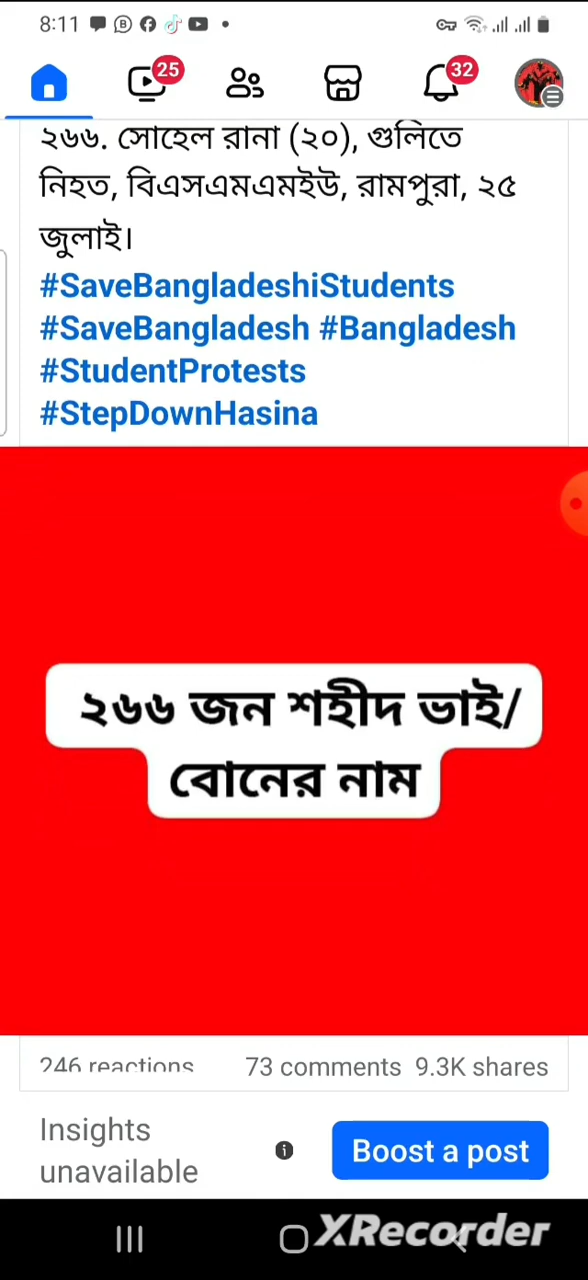 8:11
25
32
২৬৬. সোহেল রানা (২০), গুলিতে
নিহত, বিএসএমএমইউ, রামপুরা, ২৫
জুলাই।
#SaveBangladeshiStudents
#SaveBangladesh #Bangladesh
#StudentProtests
#StepDownHasina
২৬৬ জন শহীদ ভাই/
বোনের নাম
246 reactions 73 comments 9.3K shares
Insights
unavailable
Boost a post
XRecorder